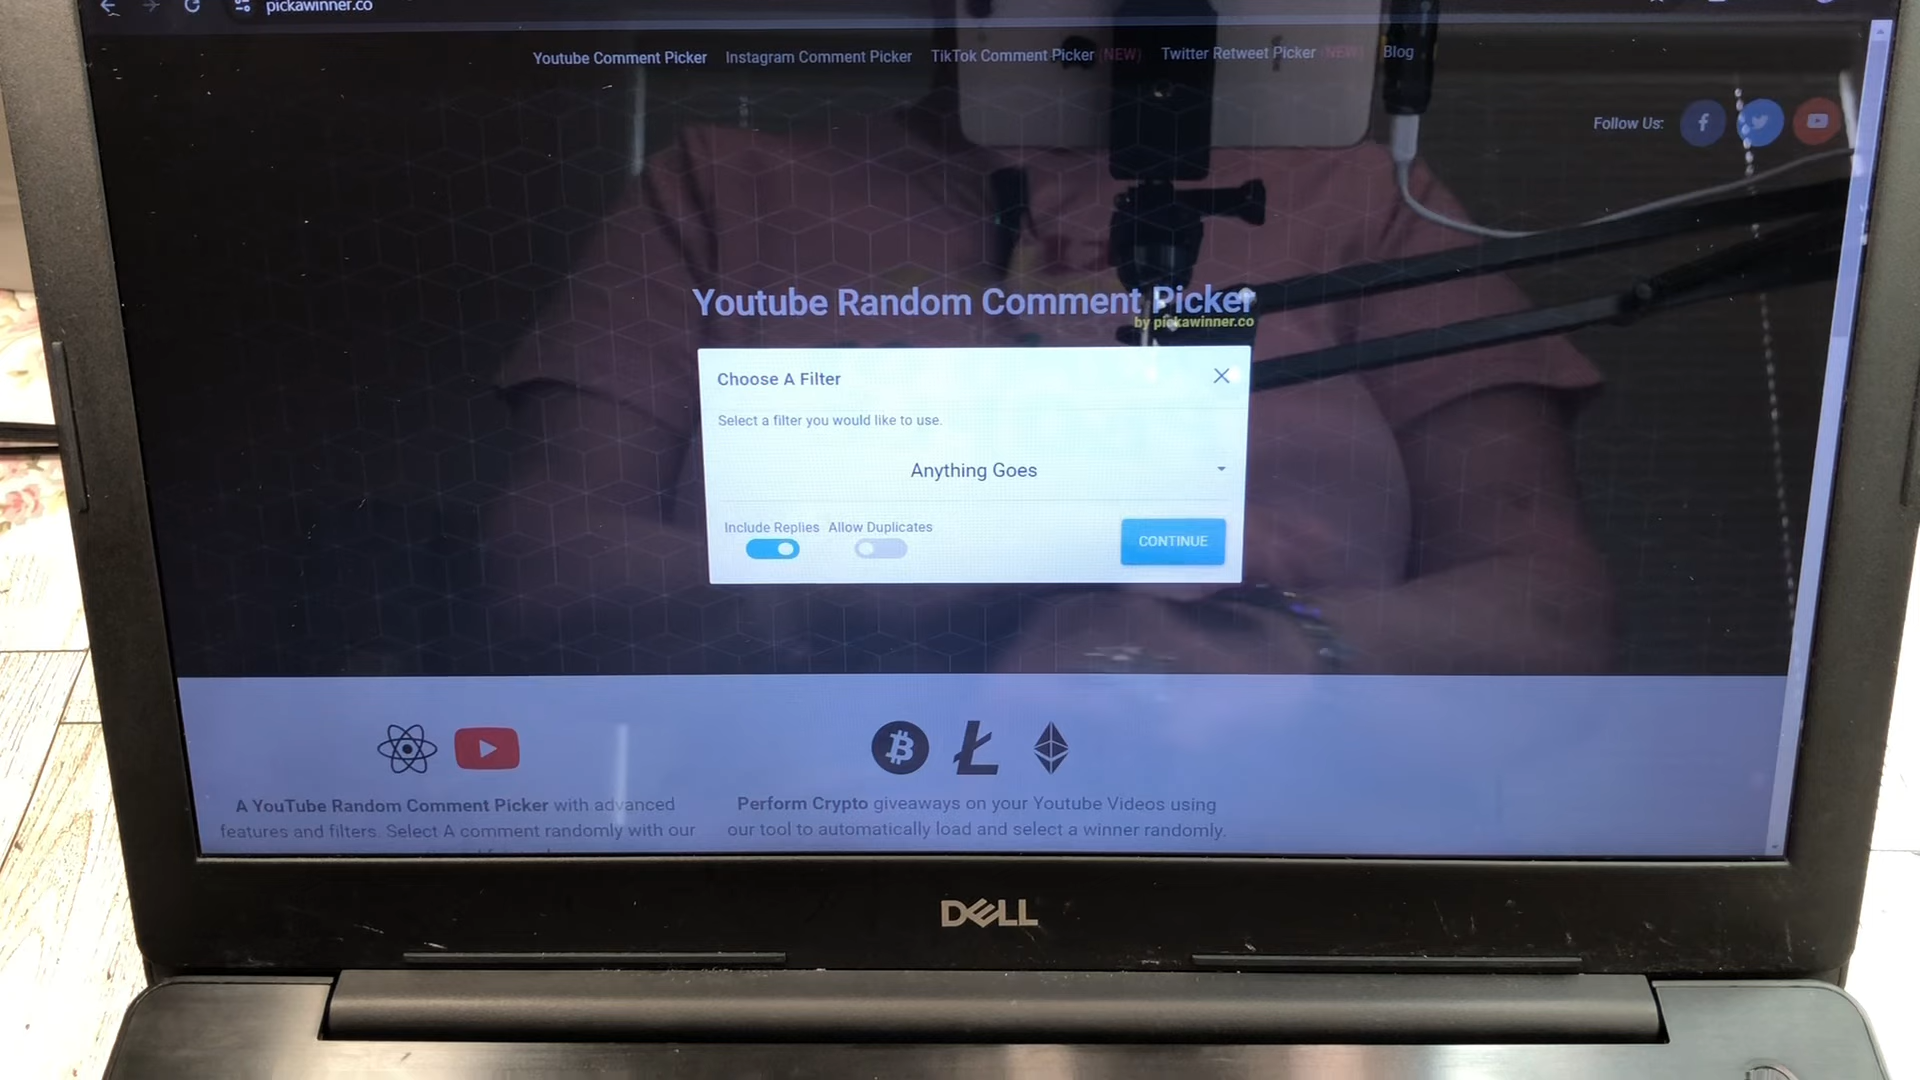 pickawinner.co
Youtube Comment Picker Instagram Comment Picker TikTok Comment Picker (NEW) Twitter Retweet Picker (NEW) Blog
Follow Us:
Youtube Random Comment Picker
by pickawinner.co
Choose A Filter
Select a filter you would like to use.
Anything Goes
Include Replies Allow Duplicates
CONTINUE
A YouTube Random Comment Picker with advanced
features and filters. Select A comment randomly with our
Perform Crypto giveaways on your Youtube Videos using
our tool to automatically load and select a winner randomly.
DELL